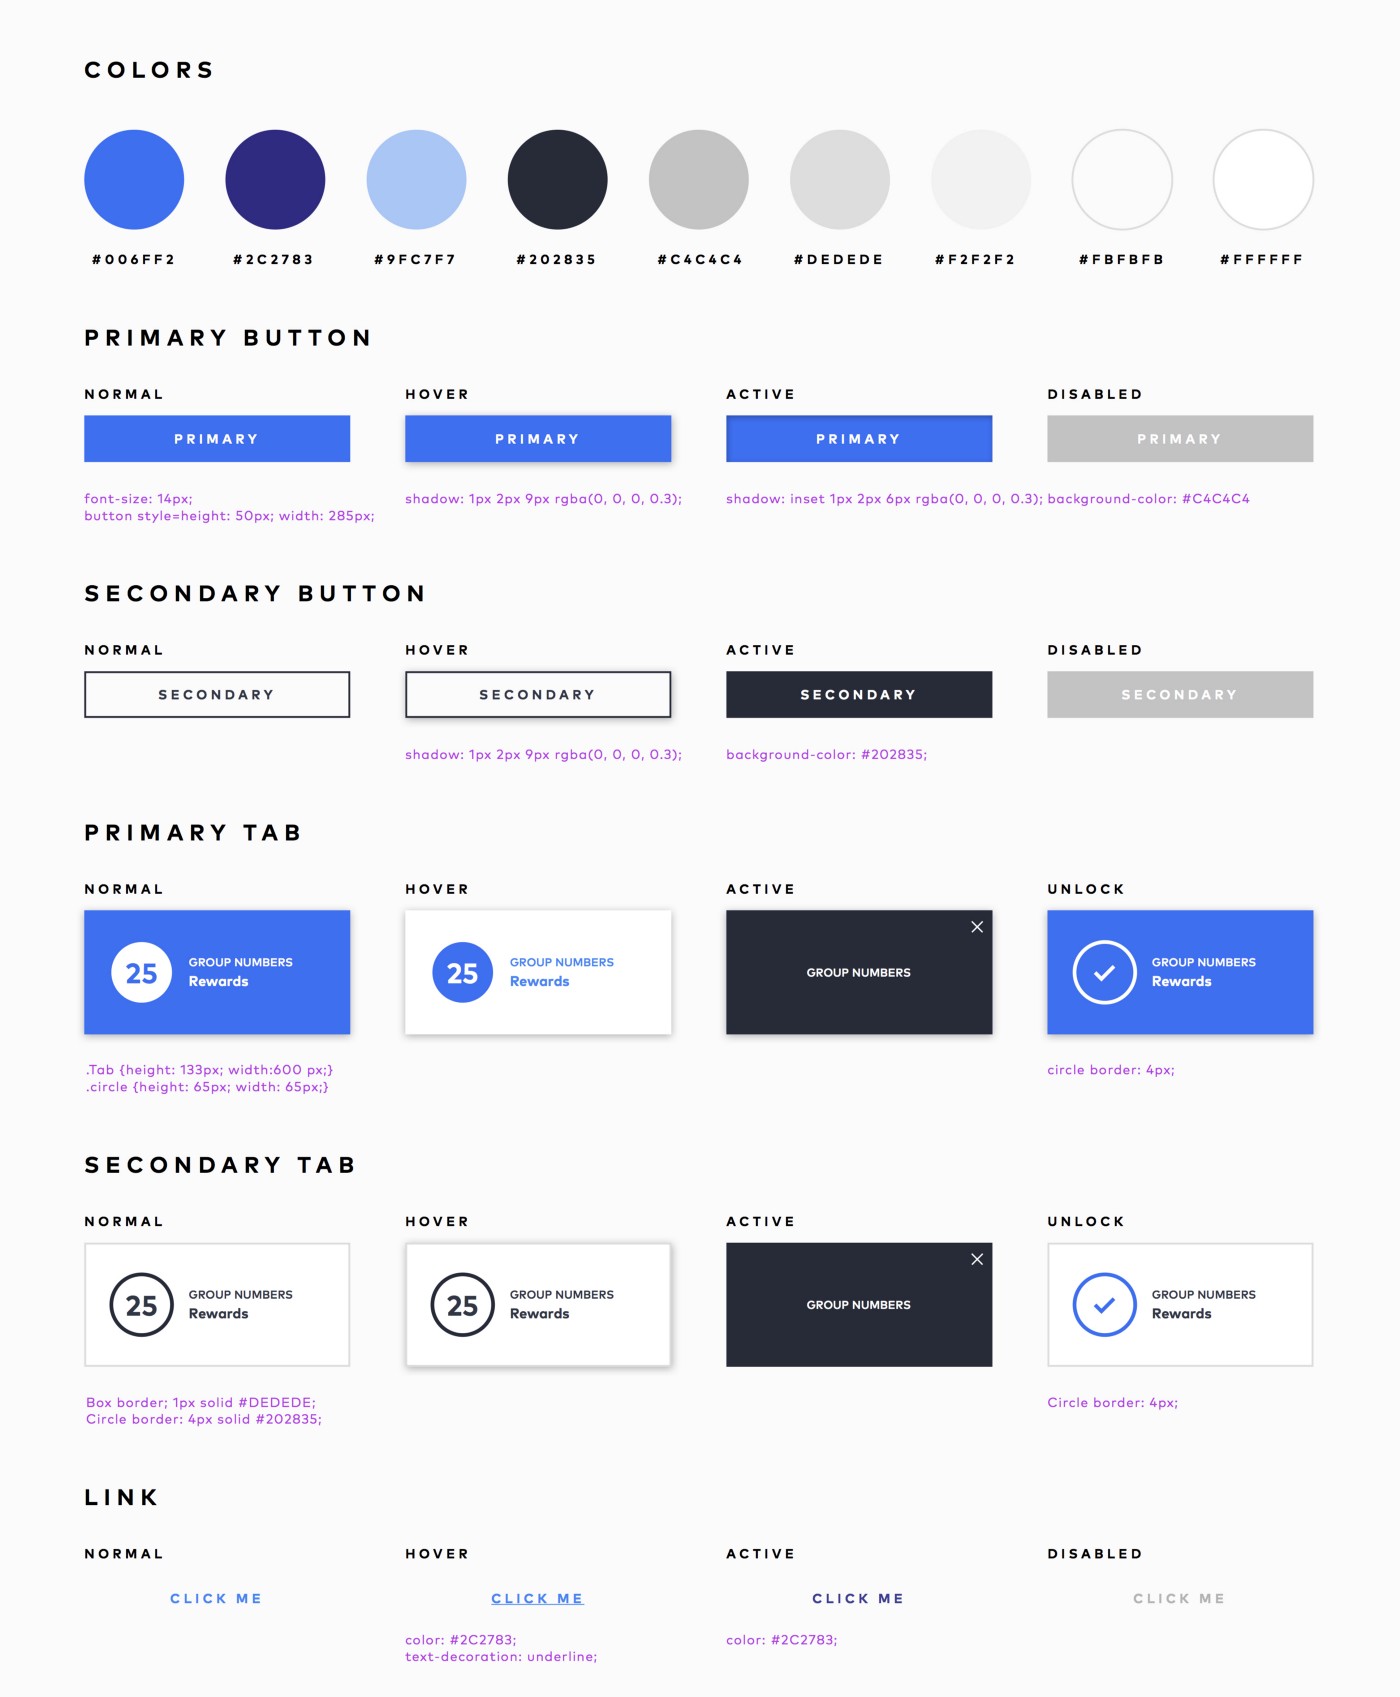 COLORS
#006FF2 #2C2783 #9FC7F7 #202835 #C4C4C4 #DEDEDE #F2F2F2 #FBFBFB #FFFFFF
PRIMARY BUTTON
NORMAL HOVER ACTIVE DISABLED
PRIMARY PRIMARY PRIMARY PRIMARY
font-size: 14px; shadow: 1px 2px 9px rgba(0, 0, 0, 0.3); shadow: inset 1px 2px 6px rgba(0, 0, 0, 0.3); background-color: #C4C4C4
button style=height: 50px; width: 285px;
SECONDARY BUTTON
NORMAL HOVER ACTIVE DISABLED
SECONDARY SECONDARY SECONDARY SECONDARY
shadow: 1px 2px 9px rgba(0, 0, 0, 0.3); background-color: #202835;
PRIMARY TAB
NORMAL HOVER ACTIVE UNLOCK
25 GROUP NUMBERS
Rewards
25 GROUP NUMBERS
Rewards
GROUP NUMBERS
GROUP NUMBERS
Rewards
.Tab {height: 133px; width:600 px;} circle border: 4px;
.circle {height: 65px; width: 65px;}
SECONDARY TAB
NORMAL HOVER ACTIVE UNLOCK
25 GROUP NUMBERS
Rewards
25 GROUP NUMBERS
Rewards
GROUP NUMBERS
GROUP NUMBERS
Rewards
Box border; 1px solid #DEDEDE; Circle border: 4px;
Circle border: 4px solid #202835;
LINK
NORMAL HOVER ACTIVE DISABLED
CLICK ME CLICK ME CLICK ME CLICK ME
color: #2C2783; color: #2C2783;
text-decoration: underline;